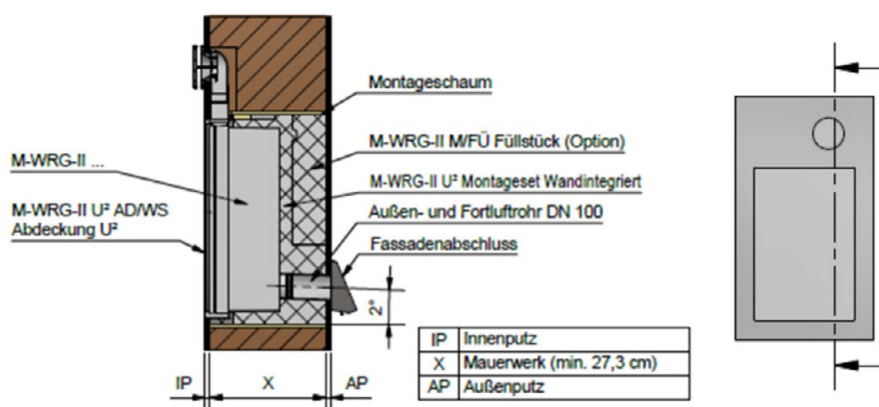 Montageschaum
M-WRG-II M/FÜ Füllstück (Option)
M-WRG-II ...
M-WRG-II U² Montageset Wandintegriert
M-WRG-II U² AD/WS
Abdeckung U²
Außen- und Fortluftrohr DN 100
Fassadenabschluss
2°
IP Innenputz
X Mauerwerk (min. 27,3 cm)
AP Außenputz
IP X AP